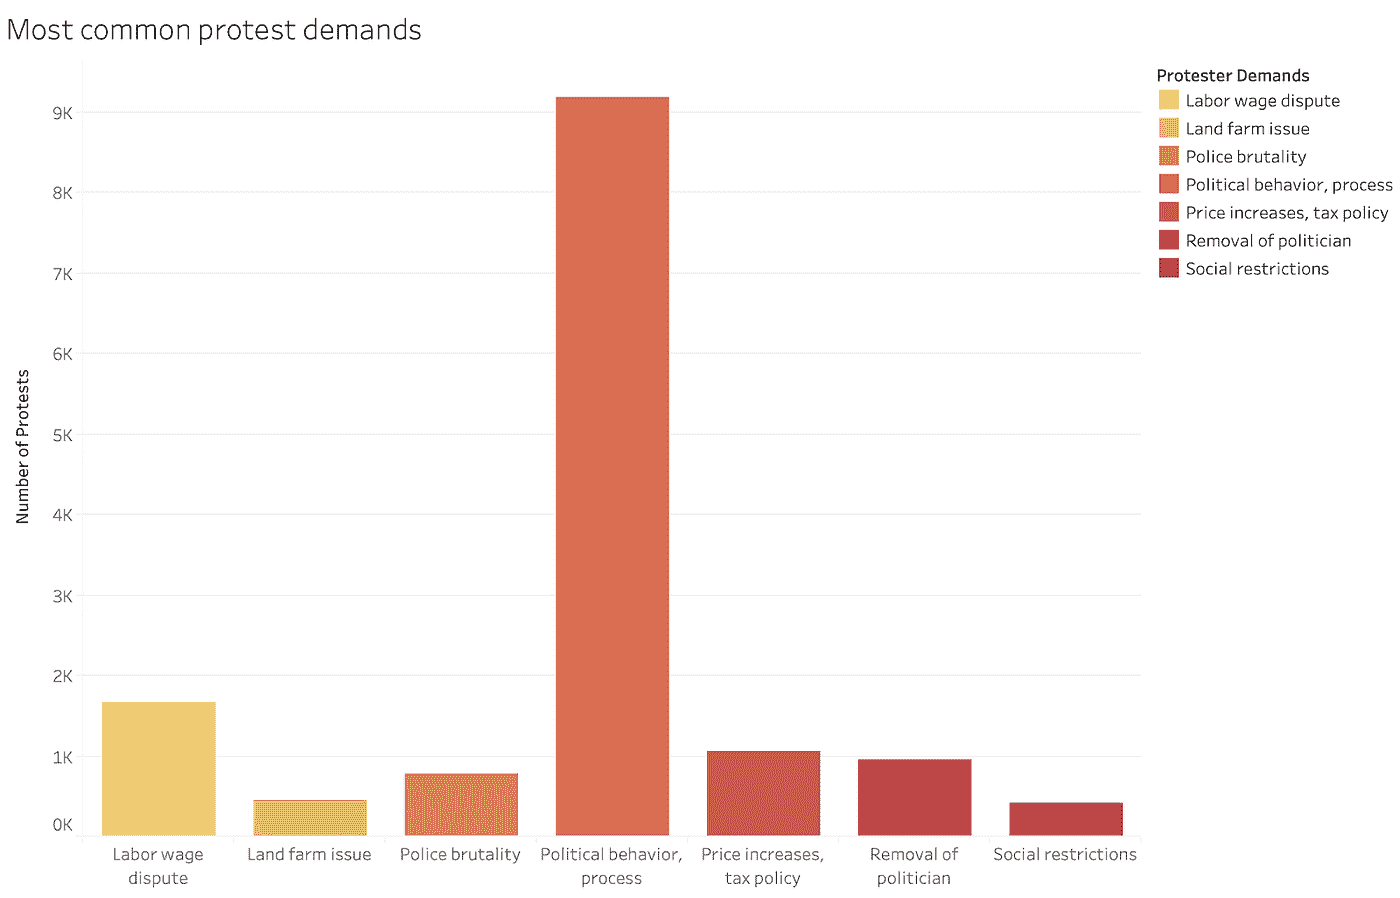 Most common protest demands
Protester Demands
Labor wage dispute
Land farm issue
Police brutality
Political behavior, process
Price increases, tax policy
Removal of politician
Social restrictions
Number of Protests
9K
8K
7K
6K
5K
4K
3K
2K
1K
0K
Labor wage
dispute
Land farm issue
Police brutality
Political behavior,
process
Price increases,
tax policy
Removal of
politician
Social restrictions